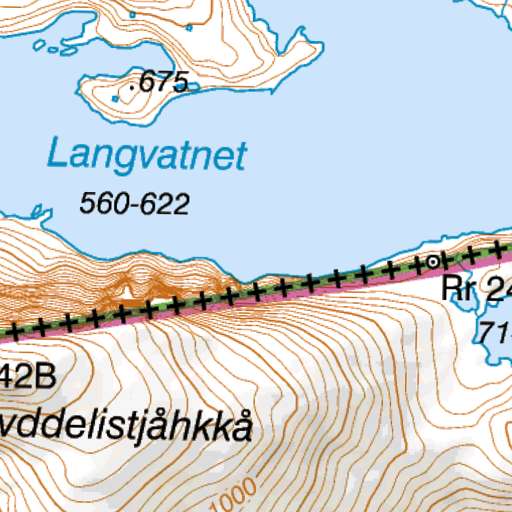 .675
Langvatnet
560-622
Rr 24
71
42B
vddelistjåhkkå
1000